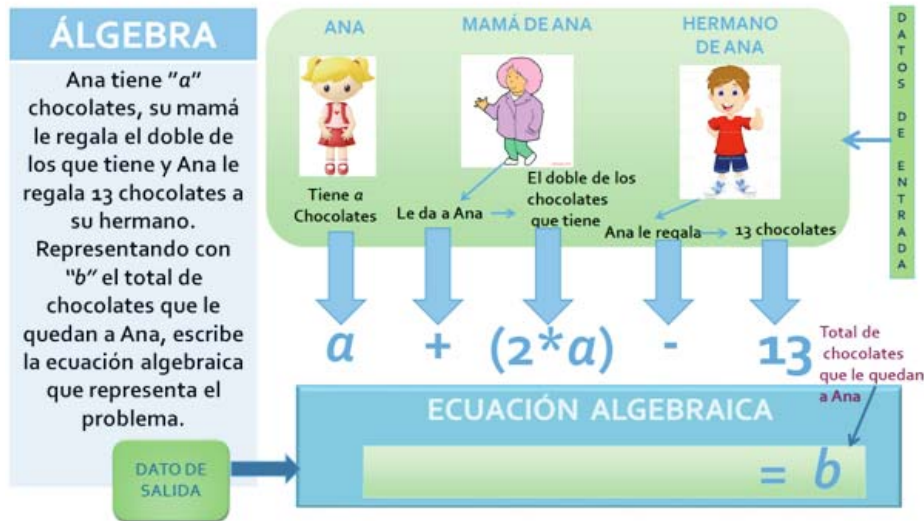 ÁLGEBRA
Ana tiene "a"
chocolates, su mamá
le regala el doble de
los que tiene y Ana le
regala 13 chocolates a
su hermano.
Representando con
"b" el total de
chocolates que le
quedan a Ana, escribe
la ecuación algebraica
que representa el
problema.
DATO DE
SALIDA
ANA
MAMÁ DE ANA
HERMANO
DE ANA
Tiene a
Chocolates
Le da a Ana
El doble de los
chocolates
que tiene
Ana le regala
13 chocolates
DATOS DE ENTRADA
a + (2*a) - 13
Total de
chocolates
que le quedan
a Ana
ECUACIÓN ALGEBRAICA
= b